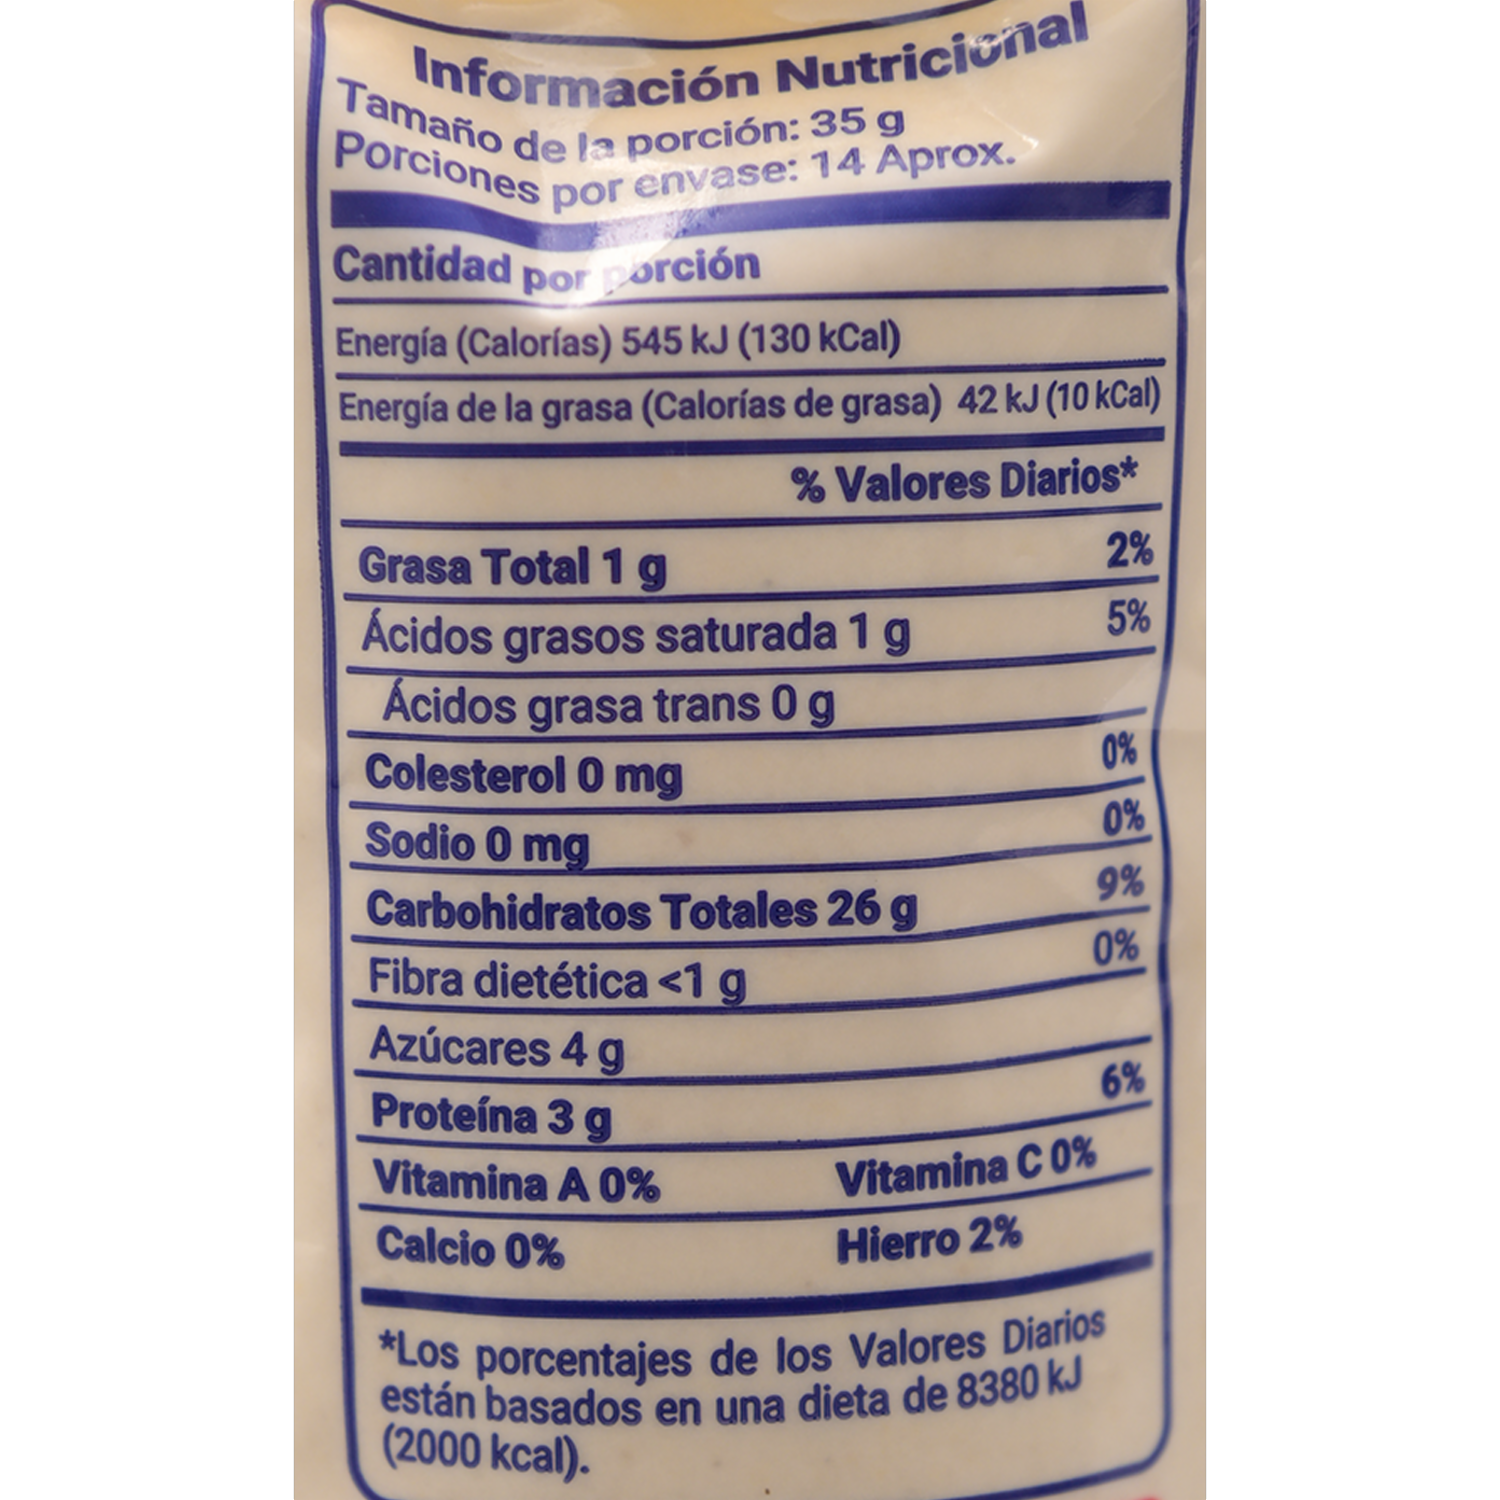 Información Nutricional
Tamaño de la porción: 35 g
Porciones por envase: 14 Aprox.
Cantidad por porción
Energía (Calorías) 545 kJ (130 kCal)
Energía de la grasa (Calorías de grasa) 42 kJ (10 kCal)
% Valores Diarios*
Grasa Total 1 g 2%
Ácidos grasos saturada 1 g 5%
Ácidos grasa trans 0 g
Colesterol 0 mg 0%
Sodio 0 mg 0%
Carbohidratos Totales 26 g 9%
Fibra dietética <1 g 0%
Azúcares 4 g
Proteína 3 g 6%
Vitamina A 0% Vitamina C 0%
Calcio 0% Hierro 2%
*Los porcentajes de los Valores Diarios
están basados en una dieta de 8380 kJ
(2000 kcal).